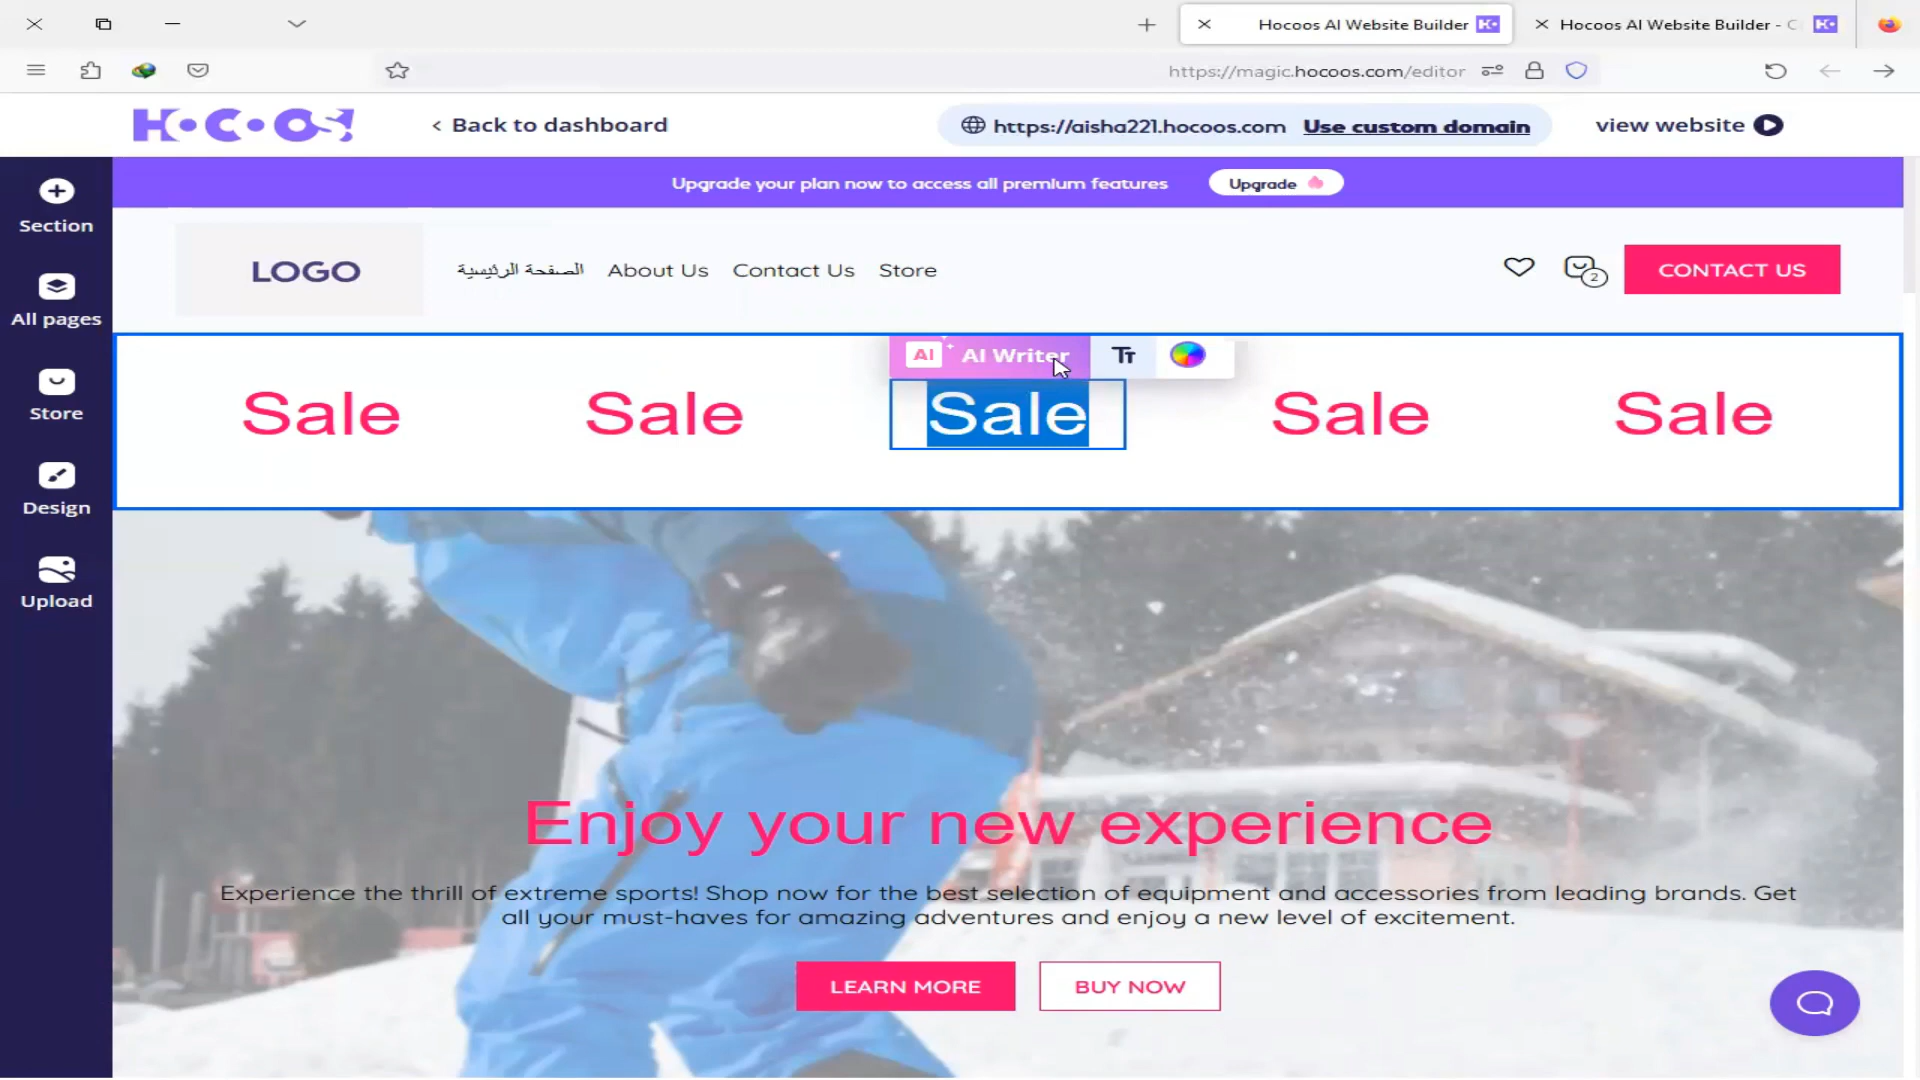 Hocoos AI Website Builder
Hocoos AI Website Builder - C
https://magic.hocoos.com/editor
HOCOOS!
< Back to dashboard
https://aisha221.hocoos.com Use custom domain
view website
Upgrade your plan now to access all premium features
Upgrade
Section
All pages
Store
Design
Upload
LOGO
الصفحة الرئيسية
About Us
Contact Us
Store
2
CONTACT US
AI AI Writer
Tт
Sale Sale Sale Sale Sale
Enjoy your new experience
Experience the thrill of extreme sports! Shop now for the best selection of equipment and accessories from leading brands. Get
all your must-haves for amazing adventures and enjoy a new level of excitement.
LEARN MORE
BUY NOW